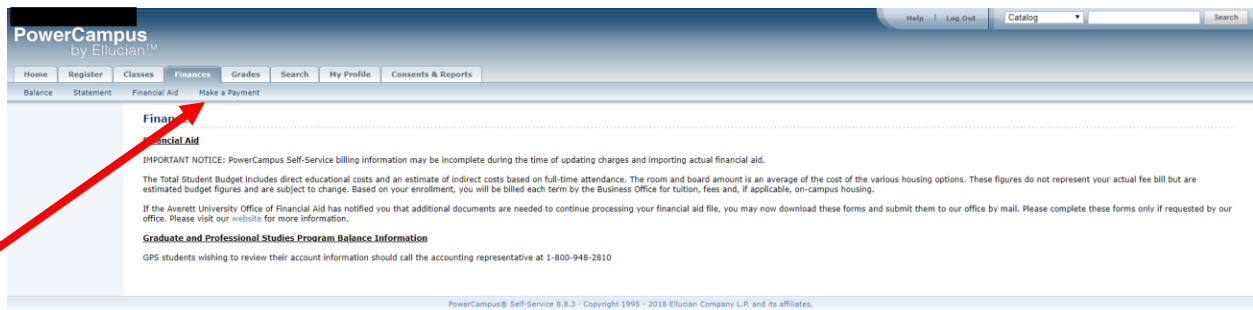 Help | Log Out Catalog Search
PowerCampus
by Ellucian™
Home Register Classes Finances Grades Search My Profile Consents & Reports
Balance Statement Financial Aid Make a Payment
Financial Aid
IMPORTANT NOTICE: PowerCampus Self-Service billing information may be incomplete during the time of updating charges and importing actual financial aid.
The Total Student Budget includes direct educational costs and an estimate of indirect costs based on full-time attendance. The room and board amount is an average of the cost of the various housing options. These figures do not represent your actual fee bill but are
estimated budget figures and are subject to change. Based on your enrollment, you will be billed each term by the Business Office for tuition, fees and, if applicable, on-campus housing.
If the Averett University Office of Financial Aid has notified you that additional documents are needed to continue processing your financial aid file, you may now download these forms and submit them to our office by mail. Please complete these forms only if requested by our
office. Please visit our website for more information.
Graduate and Professional Studies Program Balance Information
GPS students wishing to review their account information should call the accounting representative at 1-800-948-2810
PowerCampus® Self-Service 8.8.3 - Copyright 1995 - 2018 Ellucian Company L.P. and its affiliates.